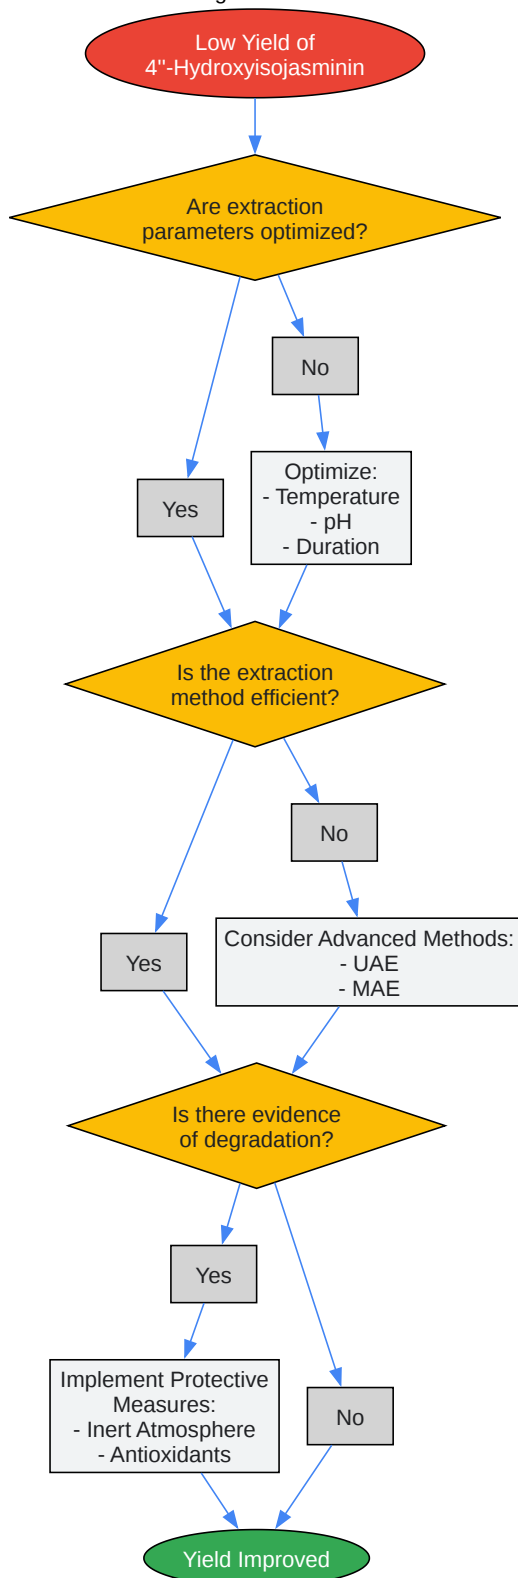 Low Yield of
4''-Hydroxyisojasminin
Are extraction
parameters optimized?
No
Optimize:
- Temperature
- pH
- Duration
Yes
Is the extraction
method efficient?
No
Consider Advanced Methods:
- UAE
- MAE
Yes
Is there evidence
of degradation?
Yes
Implement Protective
Measures:
- Inert Atmosphere
- Antioxidants
No
Yield Improved